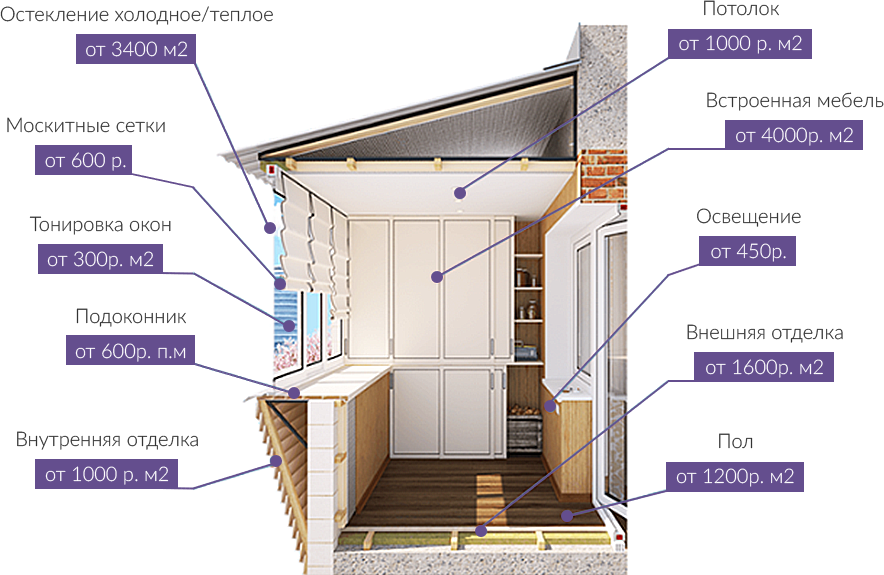 Остекление холодное/теплое
от 3400 м2
Москитные сетки
от 600 р.
Тонировка окон
от 300р. м2
Подоконник
от 600р. п.м
Внутренняя отделка
от 1000 р. м2
Потолок
от 1000 р. м2
Встроенная мебель
от 4000р. м2
Освещение
от 450р.
Внешняя отделка
от 1600р. м2
Пол
от 1200р. м2